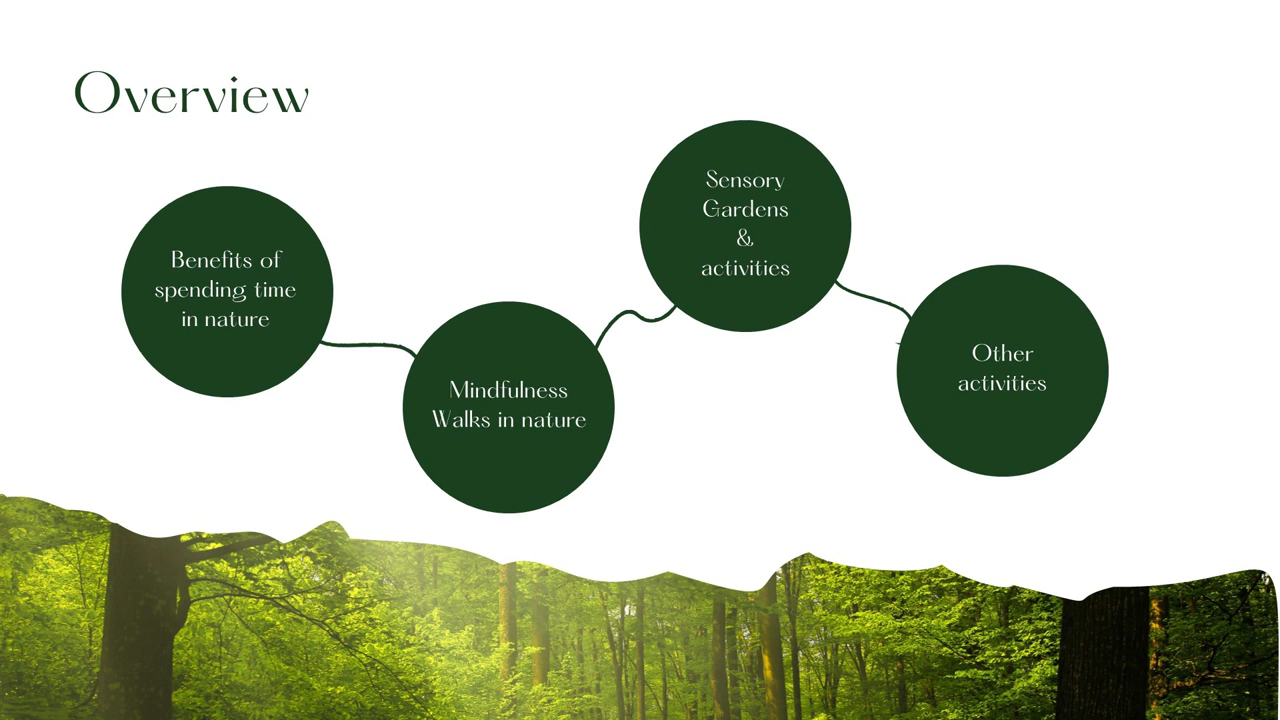 Overview
Benefits of
spending time
in nature
Mindfulness
Walks in nature
Sensory
Gardens
&
activities
Other
activities